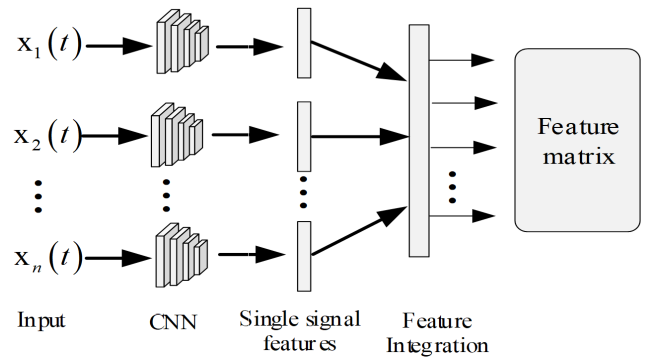 x₁(t)
x₂(t)
xₙ(t)
Feature
matrix
Input
CNN
Single signal
features
Feature
Integration